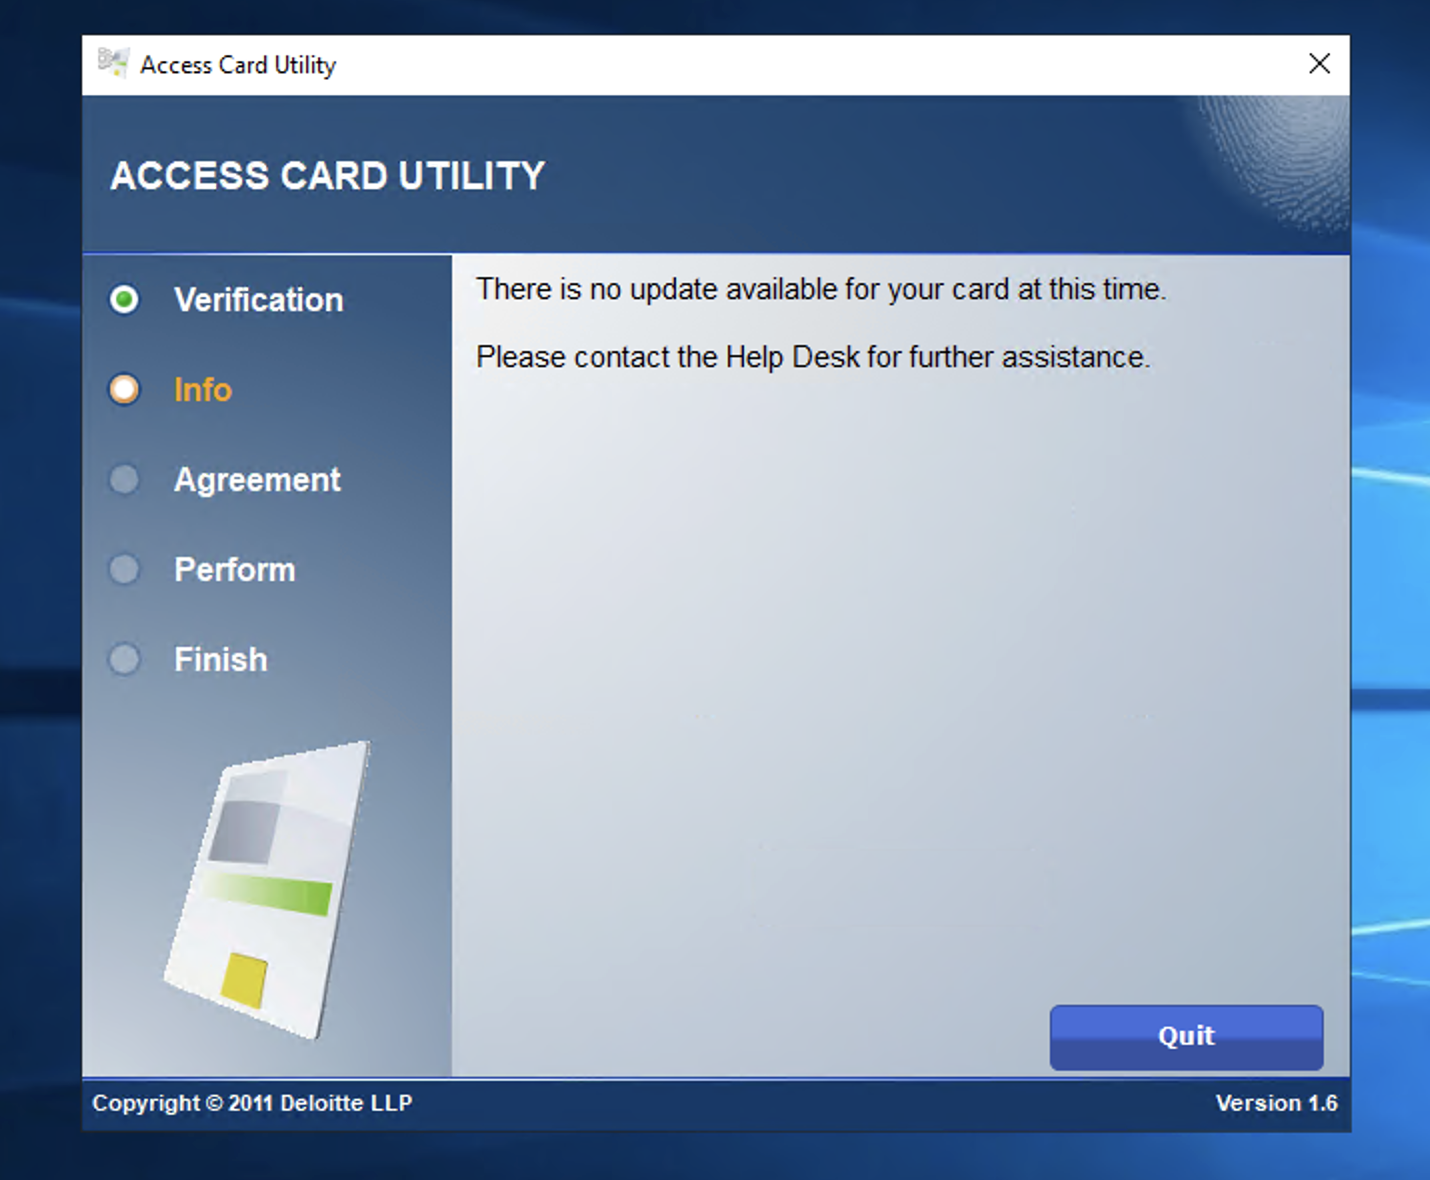 Access Card Utility
ACCESS CARD UTILITY
Verification
Info
Agreement
Perform
Finish
There is no update available for your card at this time.
Please contact the Help Desk for further assistance.
Quit
Copyright © 2011 Deloitte LLP
Version 1.6